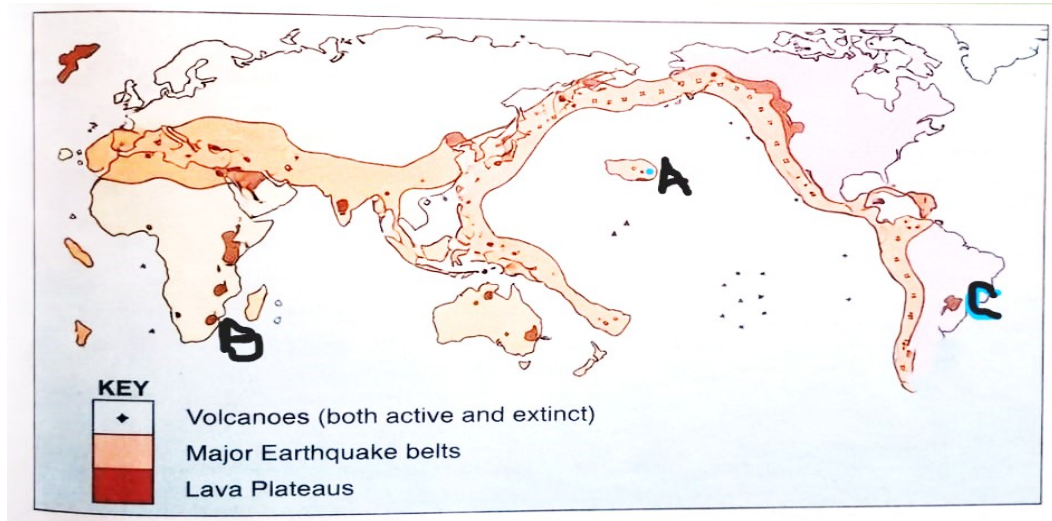 A
B
C
KEY
Volcanoes (both active and extinct)
Major Earthquake belts
Lava Plateaus